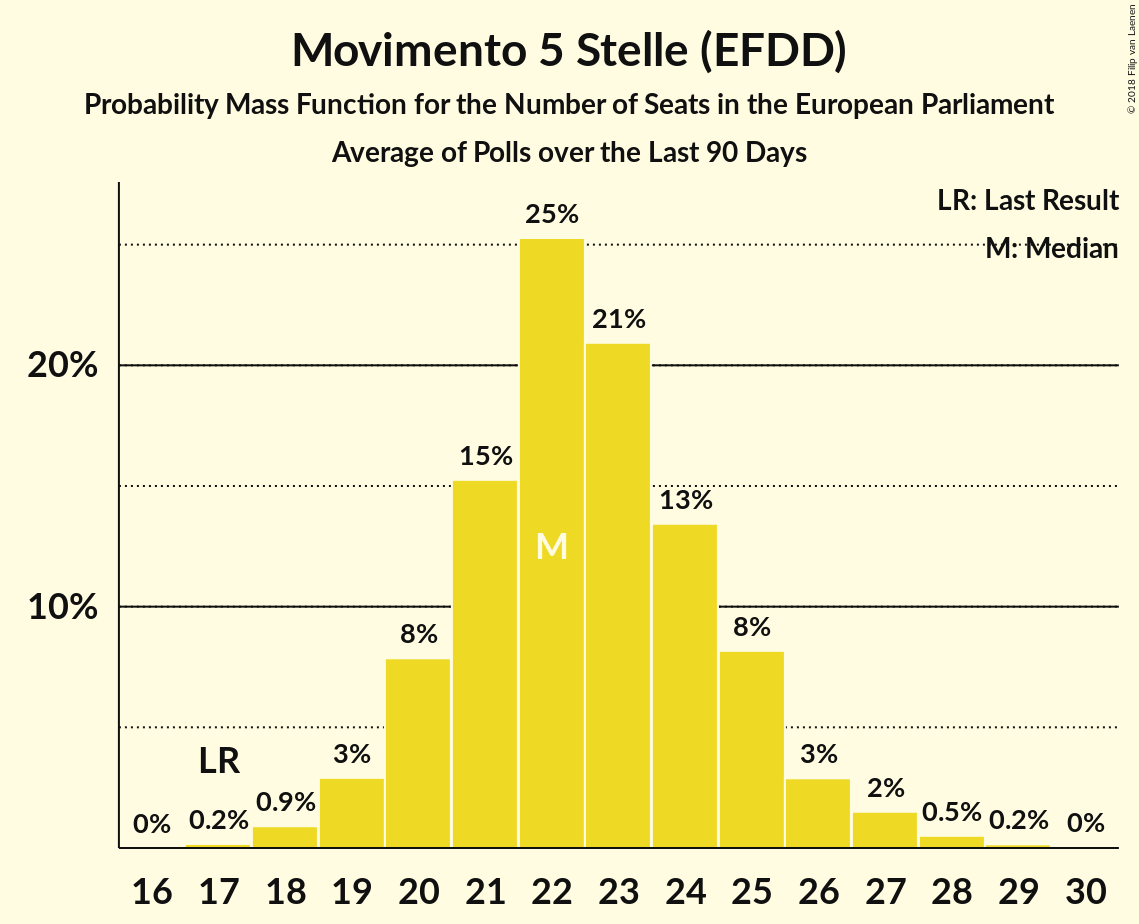 Movimento 5 Stelle (EFDD)
Probability Mass Function for the Number of Seats in the European Parliament
Average of Polls over the Last 90 Days
© 2018 Filip van Laenen
LR: Last Result
M: Median
25%
21%
20%
15%
13%
M
10%
8%
8%
LR
3%
3%
2%
0%
0.2%
0.9%
0.5%
0.2%
0%
16 17 18 19 20 21 22 23 24 25 26 27 28 29 30